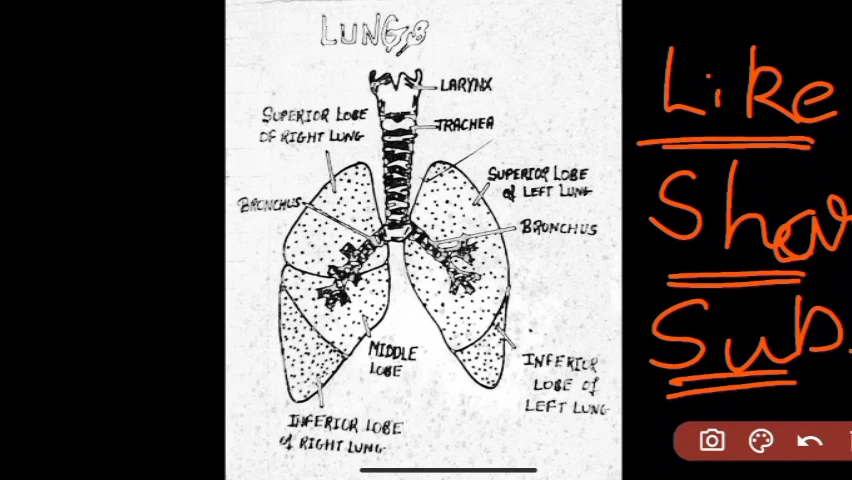 LUNGS
LARYNX
TRACHEA
SUPERIOR LOBE
OF RIGHT LUNG
SUPERIOR LOBE
of LEFT LUNG
BRONCHUS
BRONCHUS
MIDDLE
LOBE
INFERIOR
LOBE of
LEFT LUNG
INFERIOR LOBE
of RIGHT LUNG
Like
Shar
Sub.